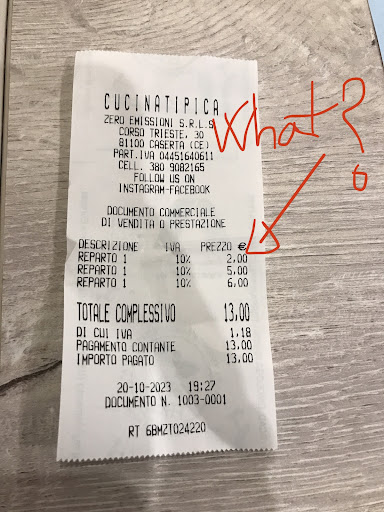 CUCINATIPICA
ZERO EMISSIONI S.R.L.S
CORSO TRIESTE, 30
81100 CASERTA (CE)
PART.IVA 04451640611
CELL. 380 9082165
FOLLOW US ON
INSTAGRAM-FACEBOOK
What?
DOCUMENTO COMMERCIALE
DI VENDITA O PRESTAZIONE
DESCRIZIONE IVA PREZZO €
REPARTO 1 10% 2,00
REPARTO 1 10% 5,00
REPARTO 1 10% 6,00
TOTALE COMPLESSIVO 13,00
DI CUI IVA 1,18
PAGAMENTO CONTANTE 13,00
IMPORTO PAGATO 13,00
20-10-2023 19:27
DOCUMENTO N. 1003-0001
RT 6BMZT024220